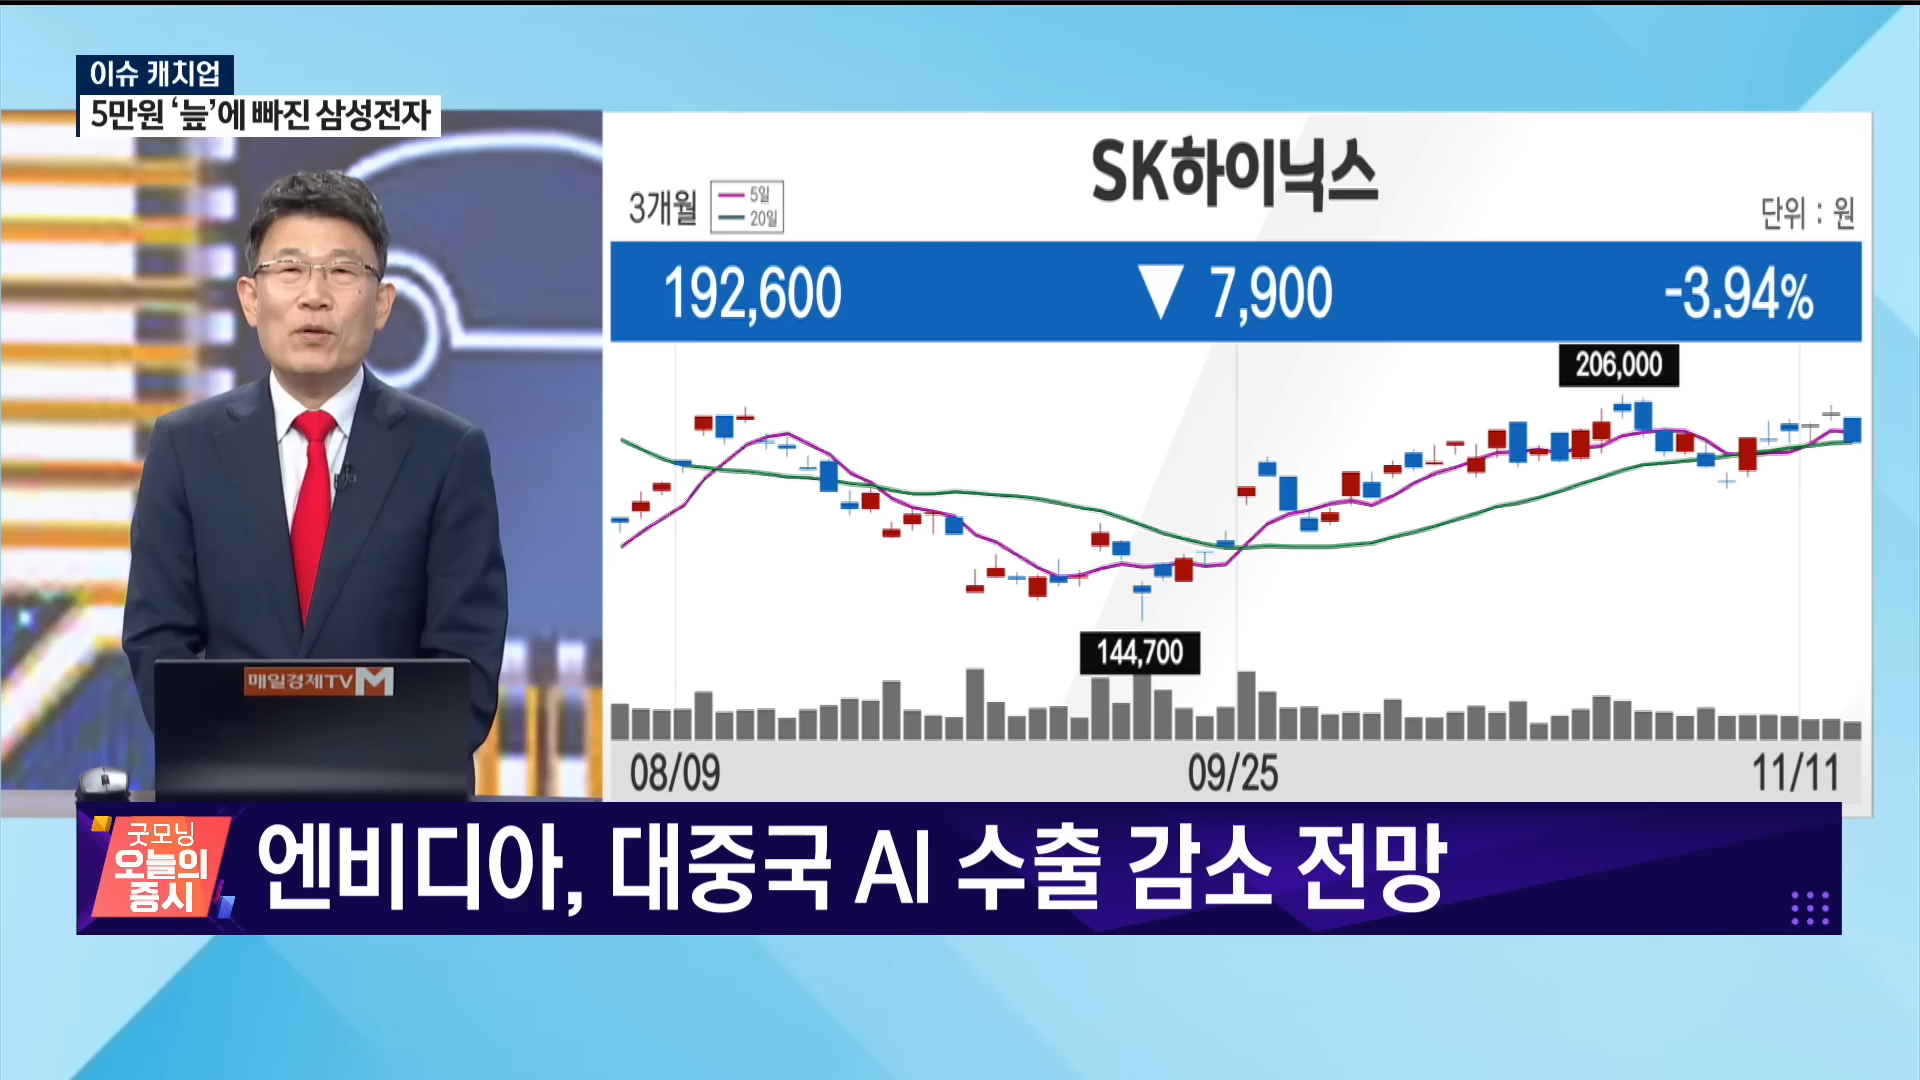 이슈 캐치업
5만원 ‘늪’에 빠진 삼성전자
SK하이닉스
3개월
5일
20일
단위 : 원
192,600 ▼ 7,900 -3.94%
206,000
144,700
08/09 09/25 11/11
매일경제TV M
굿모닝
오늘의
증시
엔비디아, 대중국 AI 수출 감소 전망